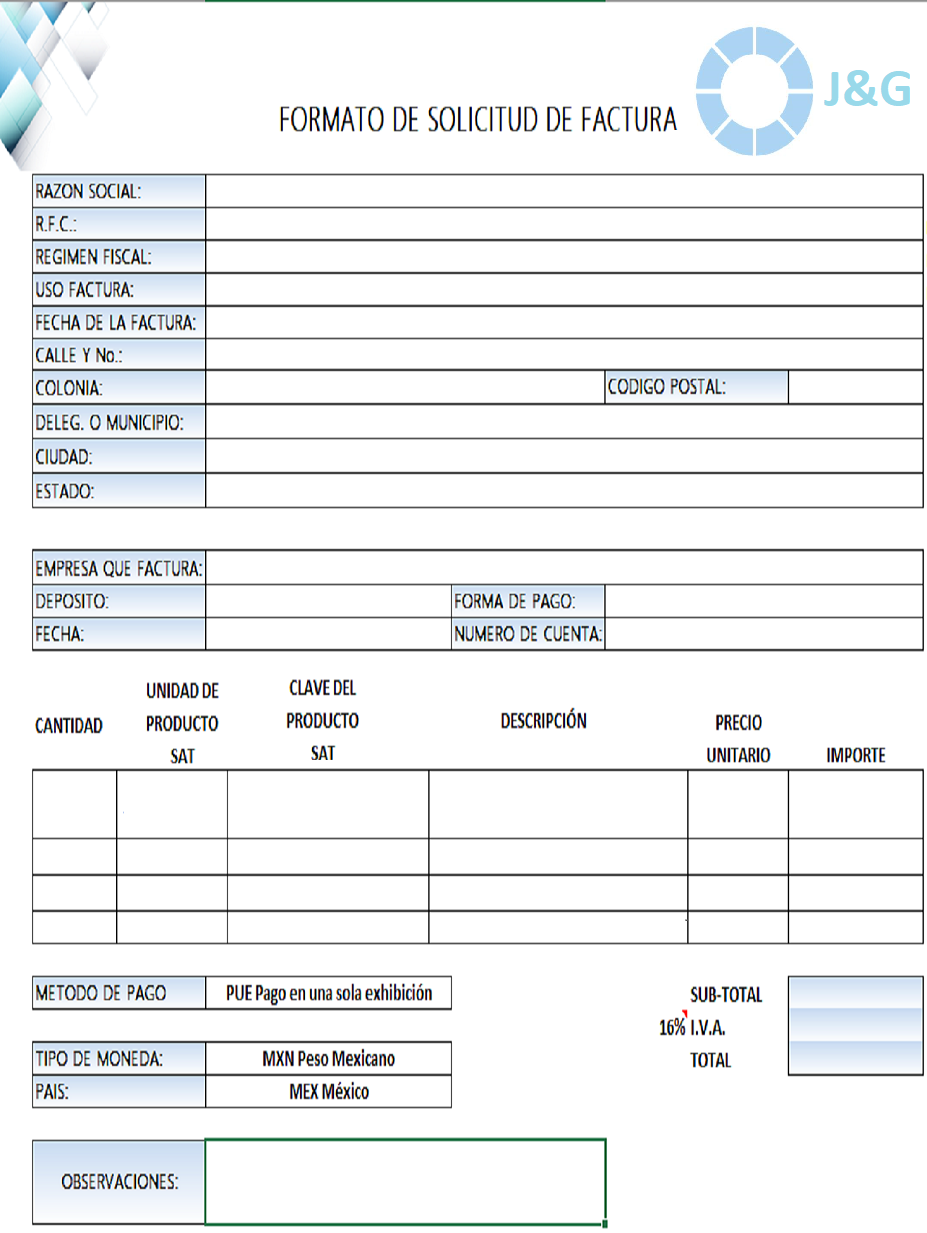 J&G
FORMATO DE SOLICITUD DE FACTURA
RAZON SOCIAL:
R.F.C.:
REGIMEN FISCAL:
USO FACTURA:
FECHA DE LA FACTURA:
CALLE Y No.:
COLONIA: CODIGO POSTAL:
DELEG. O MUNICIPIO:
CIUDAD:
ESTADO:
EMPRESA QUE FACTURA:
DEPOSITO: FORMA DE PAGO:
FECHA: NUMERO DE CUENTA:
CANTIDAD
UNIDAD DE
PRODUCTO
SAT
CLAVE DEL
PRODUCTO
SAT
DESCRIPCIÓN
PRECIO
UNITARIO
IMPORTE
METODO DE PAGO PUE Pago en una sola exhibición
SUB-TOTAL
16% I.V.A.
TOTAL
TIPO DE MONEDA: MXN Peso Mexicano
PAIS: MEX México
OBSERVACIONES: